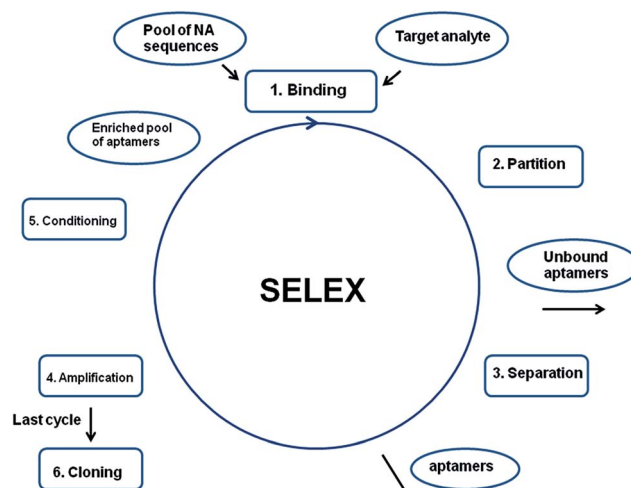 Pool of NA
sequences
Target analyte
1. Binding
Enriched pool
of aptamers
2. Partition
5. Conditioning
Unbound
aptamers
SELEX
4. Amplification
3. Separation
Last cycle
6. Cloning
aptamers